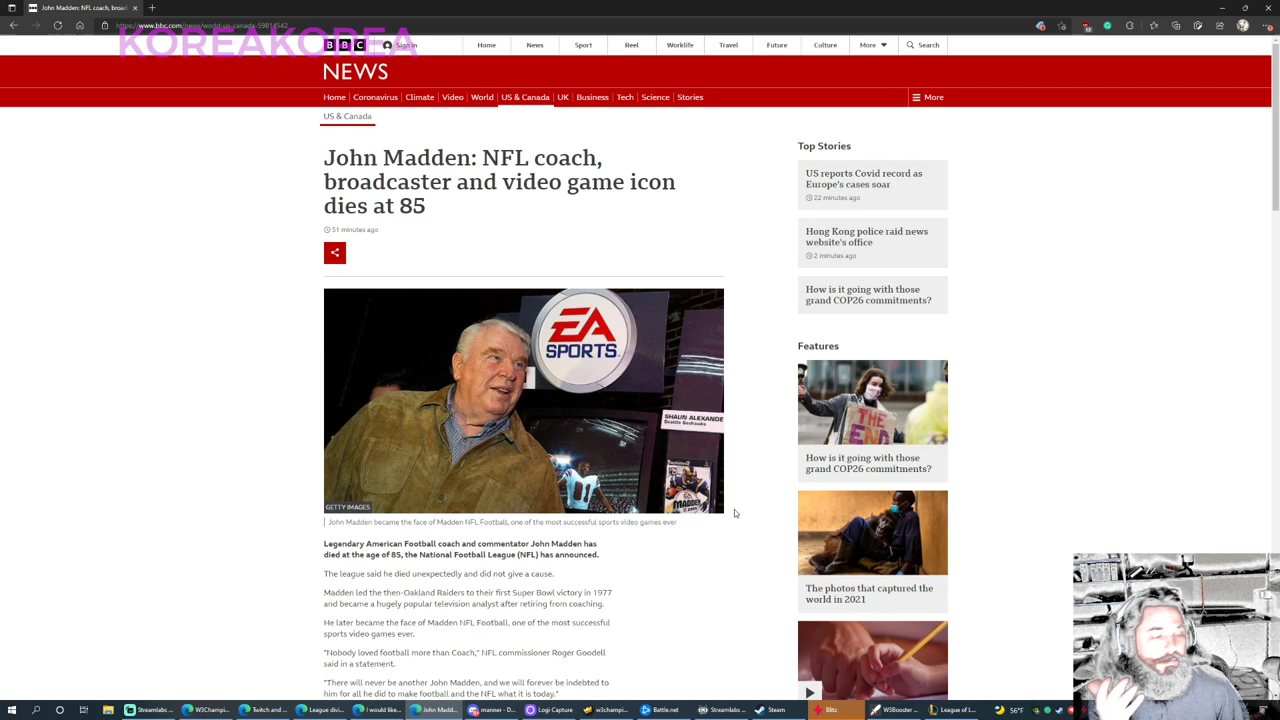 John Madden: NFL coach, broad
https://www.bbc.com/news/world-us-canada-59814542
KOREAKOREA
BBC
Sign in
Home
News
Sport
Reel
Worklife
Travel
Future
Culture
More
Search
NEWS
Home
Coronavirus
Climate
Video
World
US & Canada
UK
Business
Tech
Science
Stories
More
US & Canada
John Madden: NFL coach,
broadcaster and video game icon
dies at 85
51 minutes ago
EA
SPORTS
SHAUN ALEXANDE
Seattle Seahawks
MADDEN
GETTY IMAGES
John Madden became the face of Madden NFL Football, one of the most successful sports video games ever
Legendary American Football coach and commentator John Madden has
died at the age of 85, the National Football League (NFL) has announced.
The league said he died unexpectedly and did not give a cause.
Madden led the then-Oakland Raiders to their first Super Bowl victory in 1977
and became a hugely popular television analyst after retiring from coaching.
He later became the face of Madden NFL Football, one of the most successful
sports video games ever.
"Nobody loved football more than Coach," NFL commissioner Roger Goodell
said in a statement.
"There will never be another John Madden, and we will forever be indebted to
him for all he did to make football and the NFL what it is today."
Top Stories
US reports Covid record as
Europe's cases soar
22 minutes ago
Hong Kong police raid news
website's office
2 minutes ago
How is it going with those
grand COP26 commitments?
Features
THE
END
How is it going with those
grand COP26 commitments?
The photos that captured the
world in 2021
Streamlabs ...
W3Champi...
Twitch and ...
League divi...
I would like...
John Madd...
manner - D...
Logi Capture
w3champi...
Battle.net
Streamlabs ...
Steam
Blitz
W3Booster ...
League of L...
56°F